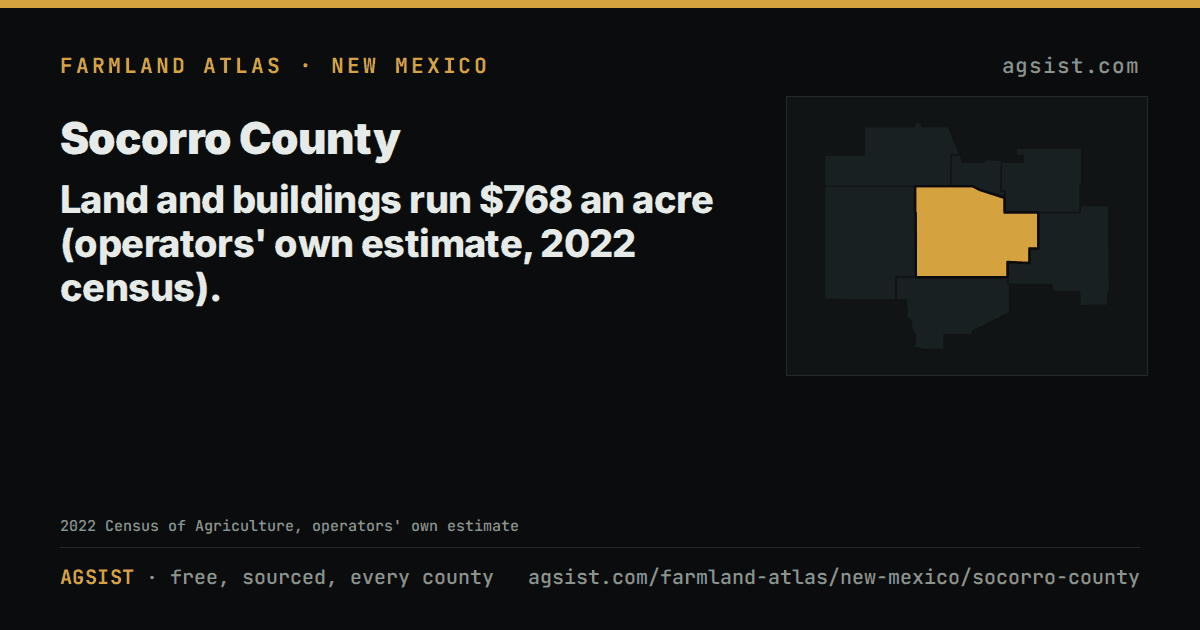 FARMLAND ATLAS · NEW MEXICO
agsist.com
Socorro County
Land and buildings run $768 an acre
(operators' own estimate, 2022
census).
2022 Census of Agriculture, operators' own estimate
AGSIST · free, sourced, every county
agsist.com/farmland-atlas/new-mexico/socorro-county